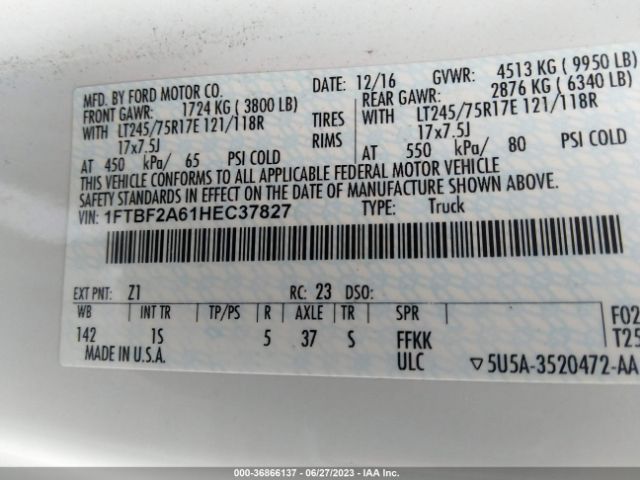 MFD. BY FORD MOTOR CO.
DATE: 12/16 GVWR: 4513 KG ( 9950 LB)
FRONT GAWR: 1724 KG ( 3800 LB)
REAR GAWR: 2876 KG ( 6340 LB)
WITH LT245/75R17E 121/118R TIRES WITH LT245/75R17E 121/118R
17x7.5J RIMS 17x7.5J
AT 450 kPa/ 65 PSI COLD AT 550 kPa/ 80 PSI COLD
THIS VEHICLE CONFORMS TO ALL APPLICABLE FEDERAL MOTOR VEHICLE
SAFETY STANDARDS IN EFFECT ON THE DATE OF MANUFACTURE SHOWN ABOVE.
VIN: 1FTBF2A61HEC37827 TYPE: Truck
EXT PNT: Z1 RC: 23 DSO:
WB INT TR TP/PS R AXLE TR SPR F02
142 1S 5 37 S FFKK T25
MADE IN U.S.A. ULC ▽5U5A-3520472-AA
000-36866137 - 06/27/2023 - IAA Inc.